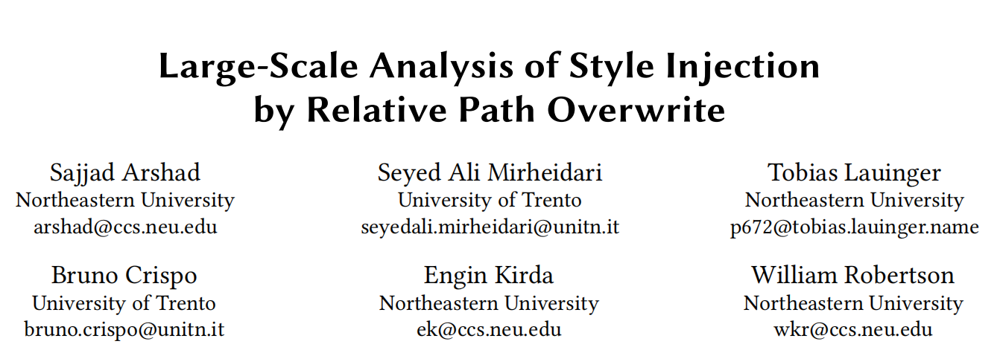 Large-Scale Analysis of Style Injection
by Relative Path Overwrite
Sajjad Arshad
Northeastern University
arshad@ccs.neu.edu
Seyed Ali Mirheidari
University of Trento
seyedali.mirheidari@unitn.it
Tobias Lauinger
Northeastern University
p672@tobias.lauinger.name
Bruno Crispo
University of Trento
bruno.crispo@unitn.it
Engin Kirda
Northeastern University
ek@ccs.neu.edu
William Robertson
Northeastern University
wkr@ccs.neu.edu